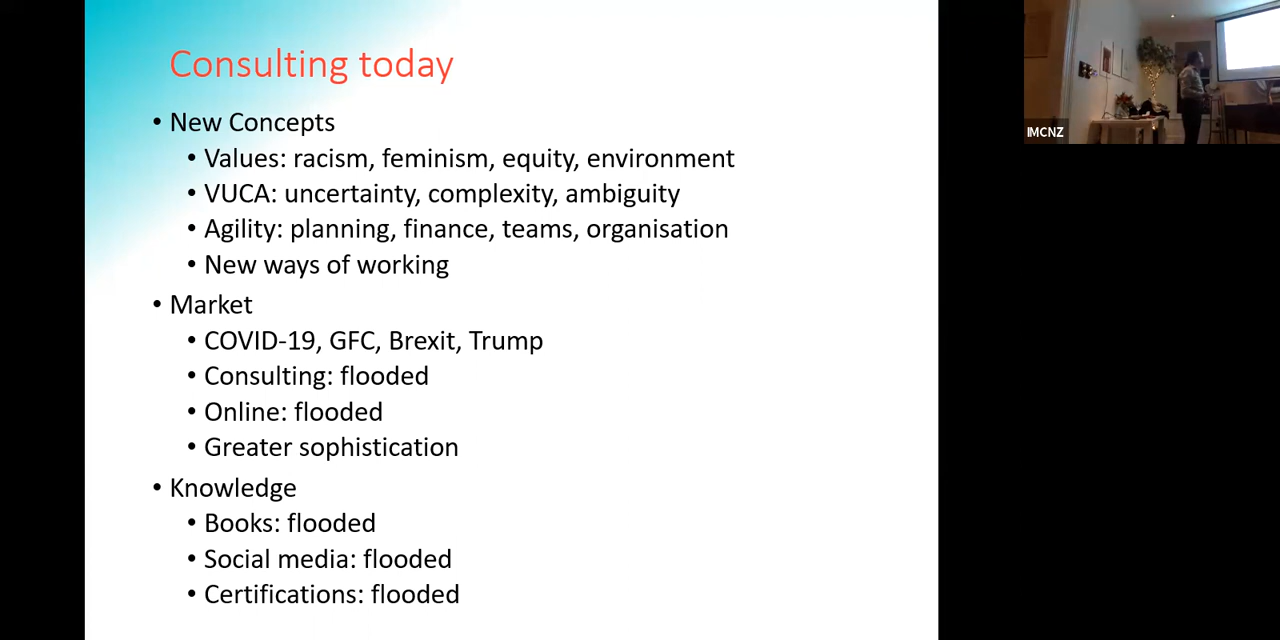 Consulting today
• New Concepts
• Values: racism, feminism, equity, environment
• VUCA: uncertainty, complexity, ambiguity
• Agility: planning, finance, teams, organisation
• New ways of working
• Market
• COVID-19, GFC, Brexit, Trump
• Consulting: flooded
• Online: flooded
• Greater sophistication
• Knowledge
• Books: flooded
• Social media: flooded
• Certifications: flooded
IMCNZ